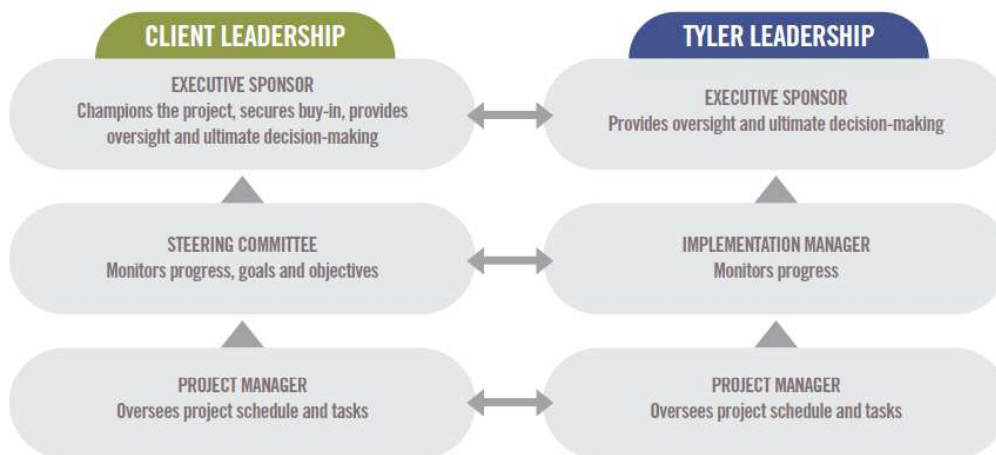 CLIENT LEADERSHIP
EXECUTIVE SPONSOR
Champions the project, secures buy-in, provides
oversight and ultimate decision-making
STEERING COMMITTEE
Monitors progress, goals and objectives
PROJECT MANAGER
Oversees project schedule and tasks
TYLER LEADERSHIP
EXECUTIVE SPONSOR
Provides oversight and ultimate decision-making
IMPLEMENTATION MANAGER
Monitors progress
PROJECT MANAGER
Oversees project schedule and tasks